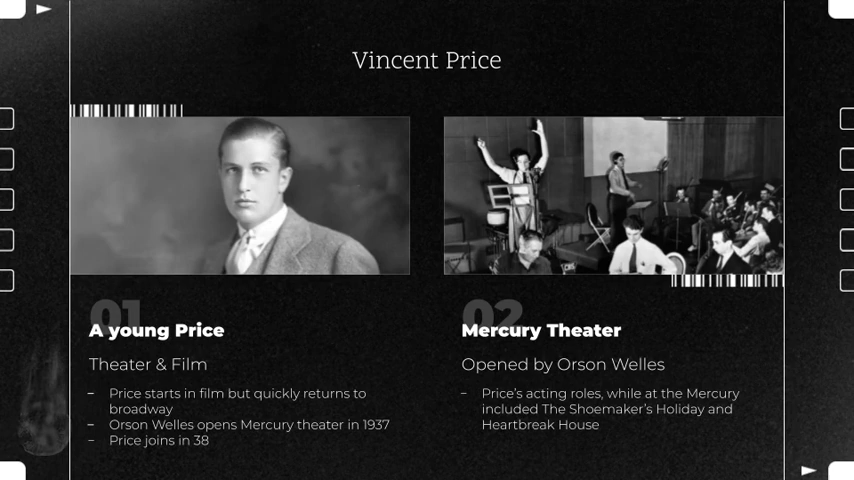 Vincent Price
01
A young Price
Theater & Film
– Price starts in film but quickly returns to
broadway
– Orson Welles opens Mercury theater in 1937
– Price joins in 38
02
Mercury Theater
Opened by Orson Welles
– Price's acting roles, while at the Mercury
included The Shoemaker's Holiday and
Heartbreak House